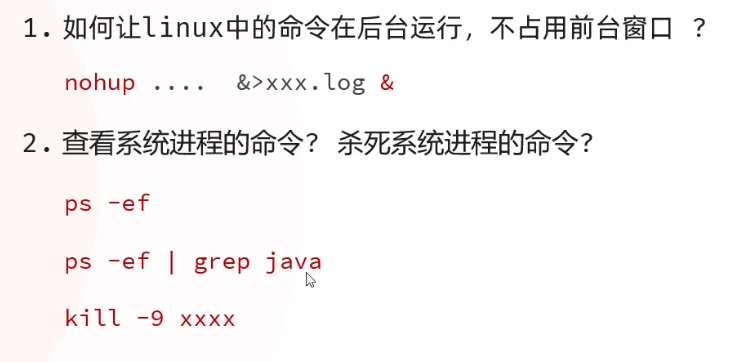 1. 如何让linux中的命令在后台运行，不占用前台窗口 ？
nohup .... &>xxx.log &
2. 查看系统进程的命令？ 杀死系统进程的命令？
ps -ef
ps -ef | grep java
kill -9 xxxx